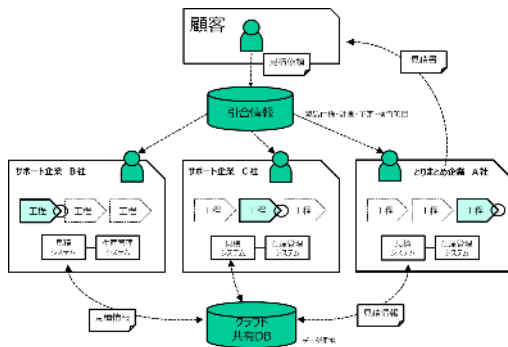 顧客
見積依頼
見積書
引合情報
サポート企業 B社
サポート企業 C社
とりまとめ企業 A社
工程
工程
工程
工程
工程
工程
工程
工程
工程
見積
システム
生産管理
システム
見積
システム
生産管理
システム
見積
システム
生産管理
システム
見積情報
見積情報
クラウド
共有DB